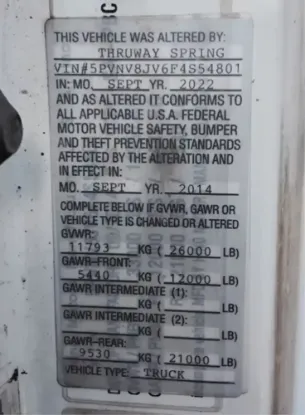 THIS VEHICLE WAS ALTERED BY:
THRUWAY SPRING
VIN#5PVNV8JV6F4S54801
IN: MO. SEPT YR. 2022
AND AS ALTERED IT CONFORMS TO
ALL APPLICABLE U.S.A. FEDERAL
MOTOR VEHICLE SAFETY, BUMPER
AND THEFT PREVENTION STANDARDS
AFFECTED BY THE ALTERATION AND
IN EFFECT IN:
MO. SEPT YR. 2014
COMPLETE BELOW IF GVWR, GAWR OR
VEHICLE TYPE IS CHANGED OR ALTERED
GVWR:
11793 KG ( 26000 LB)
GAWR-FRONT:
5440 KG ( 12000 LB)
GAWR INTERMEDIATE (1):
KG ( LB)
GAWR INTERMEDIATE (2):
KG ( LB)
GAWR-REAR:
9530 KG ( 21000 LB)
VEHICLE TYPE: TRUCK